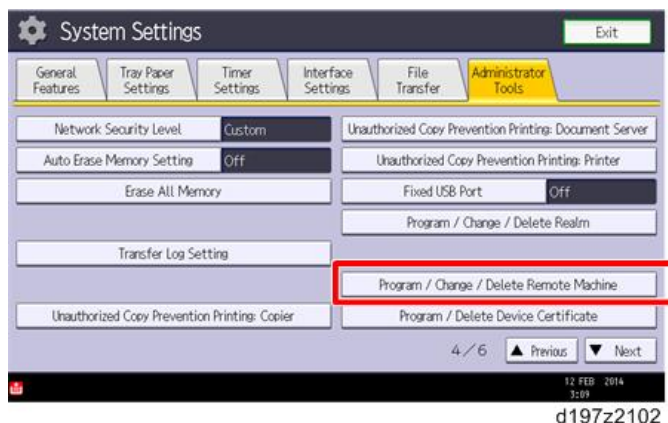 System Settings
Exit
General Features
Tray Paper Settings
Timer Settings
Interface Settings
File Transfer
Administrator Tools
Network Security Level Custom
Unauthorized Copy Prevention Printing: Document Server
Auto Erase Memory Setting Off
Unauthorized Copy Prevention Printing: Printer
Erase All Memory
Fixed USB Port Off
Program / Change / Delete Realm
Transfer Log Setting
Program / Change / Delete Remote Machine
Unauthorized Copy Prevention Printing: Copier
Program / Delete Device Certificate
4/6 ▲ Previous ▼ Next
12 FEB 2014
3:09
d197z2102